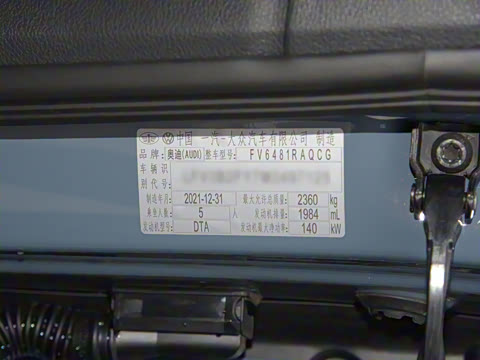 中国 一汽-大众汽车有限公司 制造
品牌 奥迪(AUDI) 整车型号: FV6481RAQCG
车辆识别代号:
制造年月 2021-12-31 最大允许总质量 2360 kg
乘坐人数 5 人 发动机排量 1984 mL
发动机型号 DTA 发动机最大净功率 140 kW